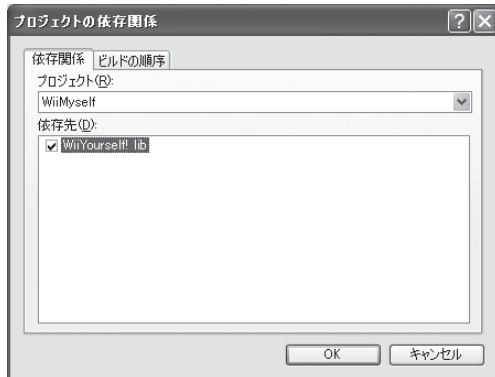 プロジェクトの依存関係
依存関係 ビルドの順序
プロジェクト(R):
WiiMyself
依存先(D):
WiiYourself! lib
OK キャンセル